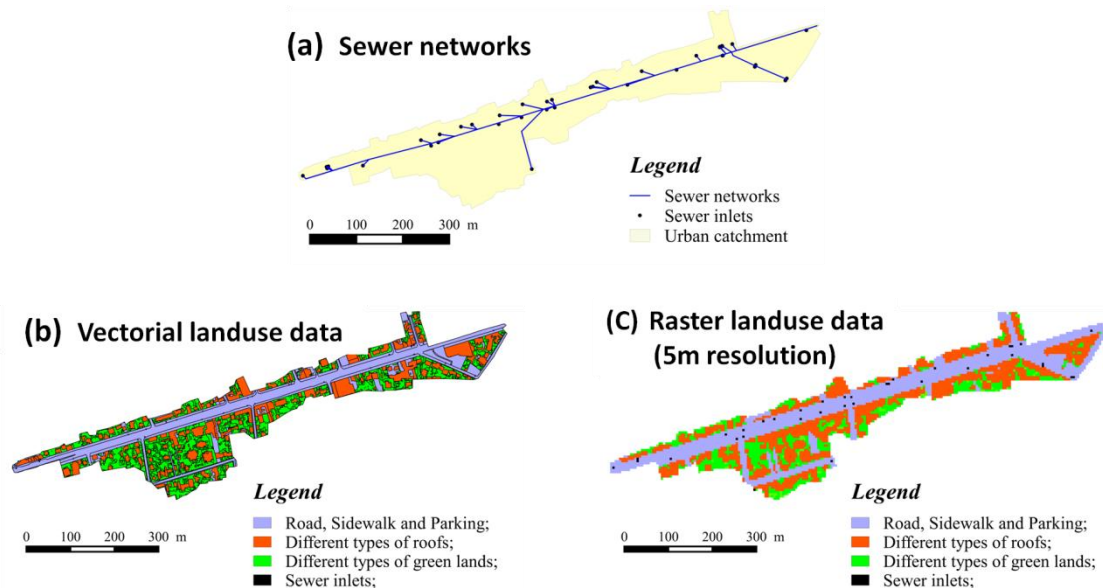 (a) Sewer networks
Legend
Sewer networks
Sewer inlets
Urban catchment
0 100 200 300 m
(b) Vectorial landuse data
Legend
Road, Sidewalk and Parking;
Different types of roofs;
Different types of green lands;
Sewer inlets;
0 100 200 300 m
(C) Raster landuse data
(5m resolution)
Legend
Road, Sidewalk and Parking;
Different types of roofs;
Different types of green lands;
Sewer inlets;
0 100 200 300 m